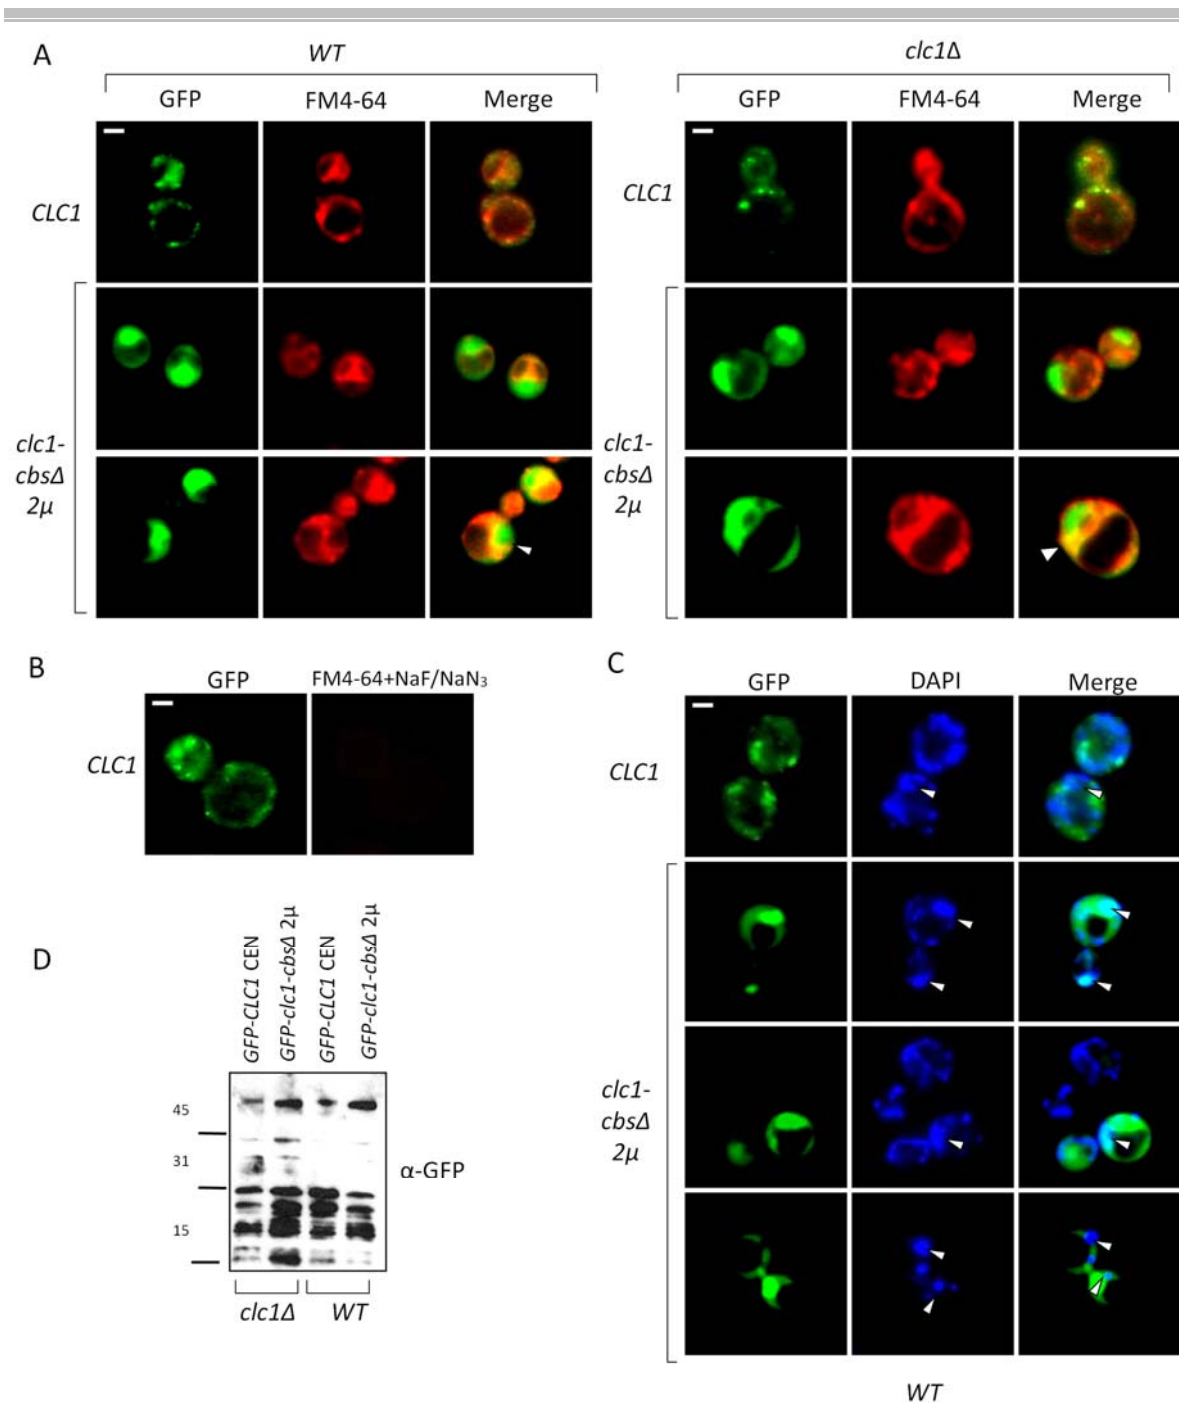 A
WT
clc1Δ
GFP FM4-64 Merge
GFP FM4-64 Merge
CLC1
CLC1
clc1-
cbsΔ
2μ
clc1-
cbsΔ
2μ
B
GFP FM4-64+NaF/NaN₃
CLC1
C
GFP DAPI Merge
CLC1
clc1-
cbsΔ
2μ
WT
D
GFP-CLC1 CEN
GFP-clc1-cbsΔ 2μ
GFP-CLC1 CEN
GFP-clc1-cbsΔ 2μ
45
31
15
α-GFP
clc1Δ WT